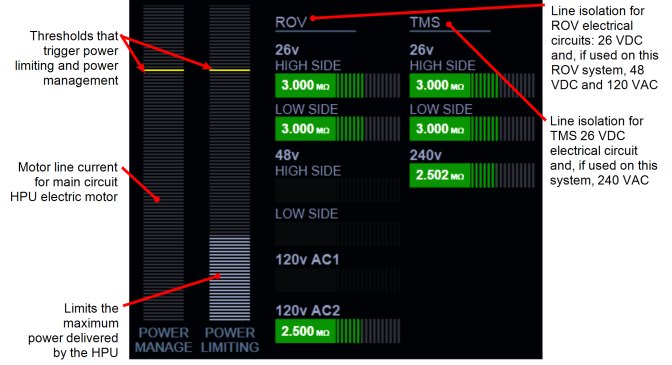 Thresholds that
trigger power
limiting and power
management
Motor line current
for main circuit
HPU electric motor
Limits the
maximum
power delivered
by the HPU
POWER
MANAGE
POWER
LIMITING
ROV
26v
HIGH SIDE
3.000 MΩ
LOW SIDE
3.000 MΩ
48v
HIGH SIDE
LOW SIDE
120v AC1
120v AC2
2.500 MΩ
TMS
26v
HIGH SIDE
3.000 MΩ
LOW SIDE
3.000 MΩ
240v
2.502 MΩ
Line isolation for
ROV electrical
circuits: 26 VDC
and, if used on this
ROV system, 48
VDC and 120 VAC
Line isolation for
TMS 26 VDC
electrical circuit
and, if used on this
system, 240 VAC